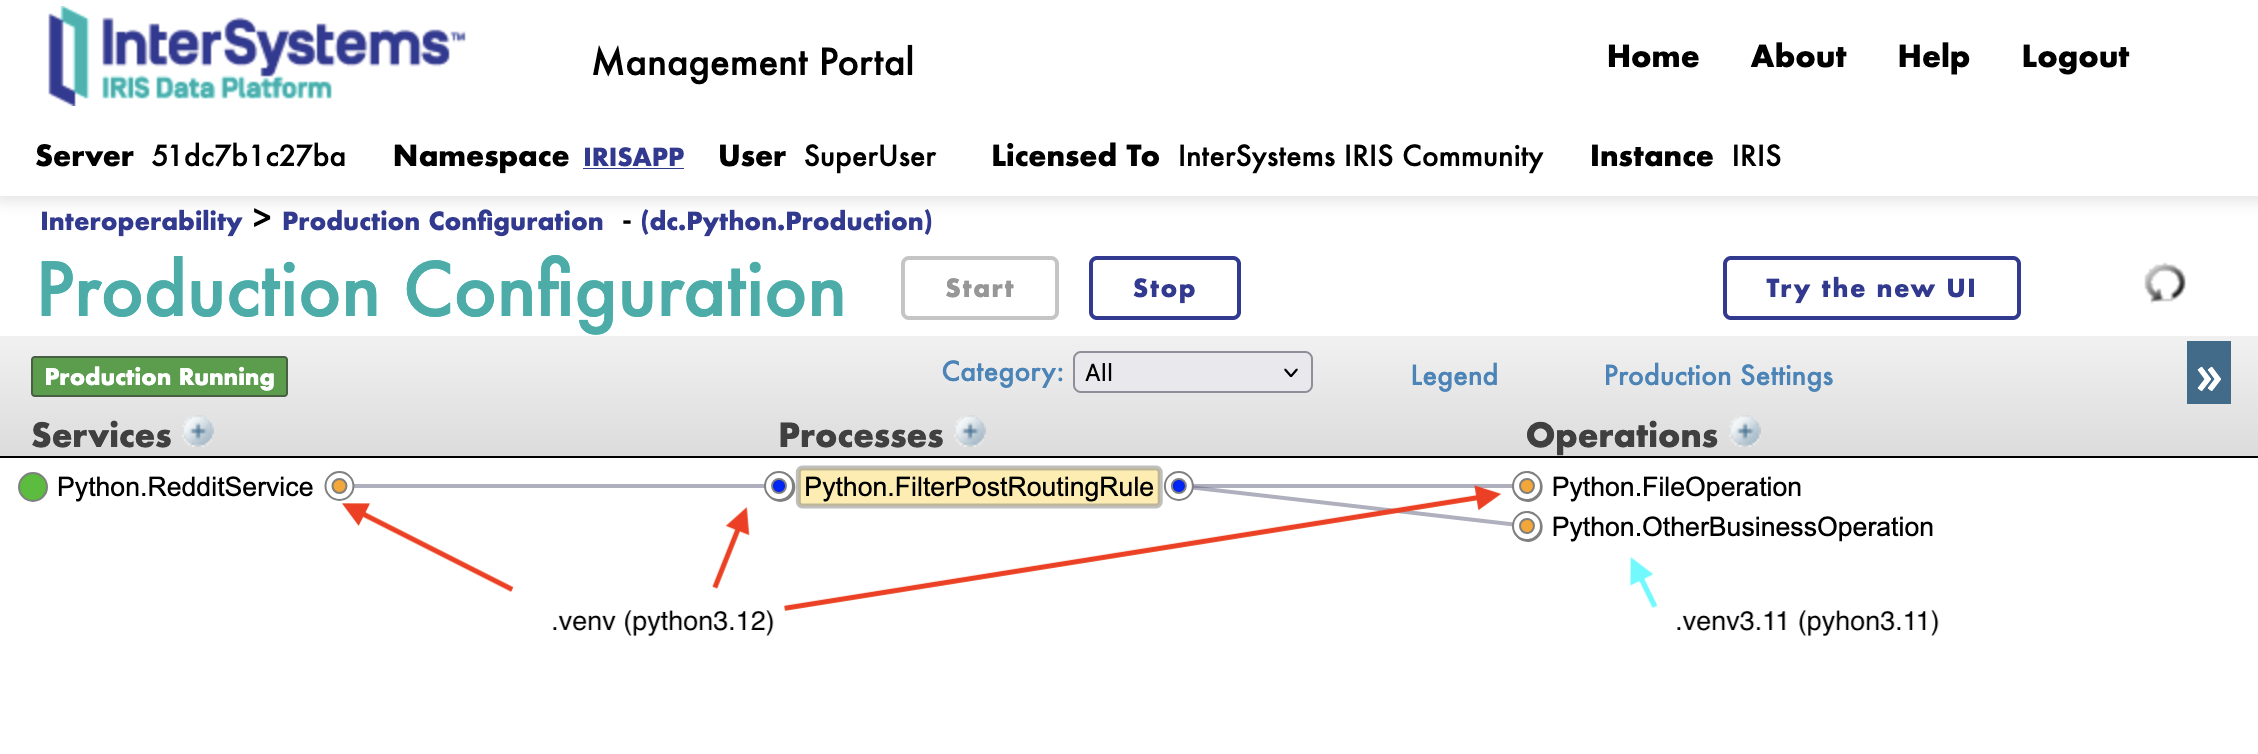 InterSystems™
IRIS Data Platform
Management Portal
Home About Help Logout
Server 51dc7b1c27ba Namespace IRISAPP User SuperUser Licensed To InterSystems IRIS Community Instance IRIS
Interoperability > Production Configuration - (dc.Python.Production)
Production Configuration Start Stop Try the new UI
Production Running Category: All Legend Production Settings »
Services + Processes + Operations +
Python.RedditService Python.FilterPostRoutingRule Python.FileOperation
Python.OtherBusinessOperation
.venv (python3.12) .venv3.11 (pyhon3.11)